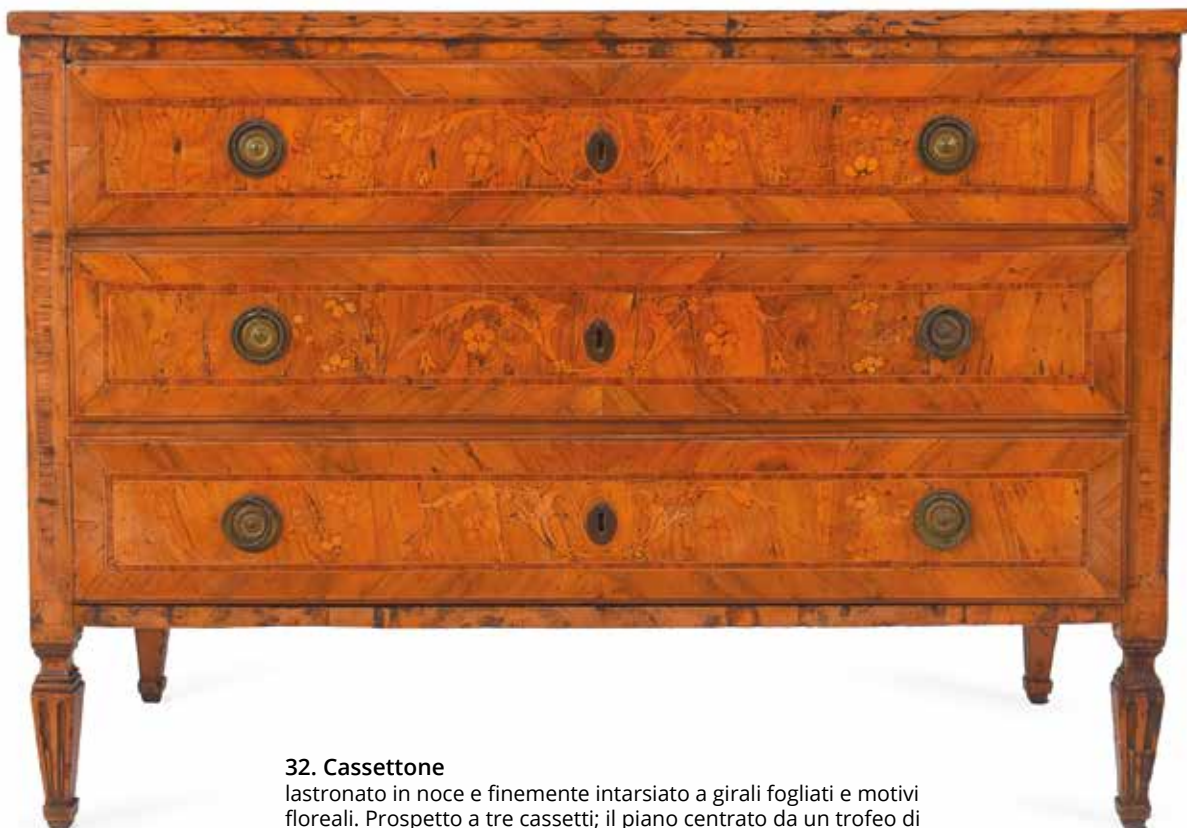 32. Cassettone
lastronato in noce e finemente intarsiato a girali fogliati e motivi
floreali. Prospetto a tre cassetti; il piano centrato da un trofeo di